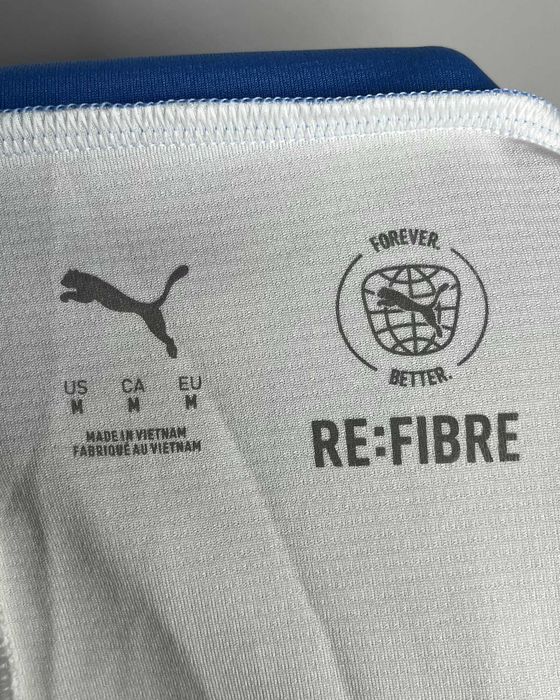 US CA EU
M M M
MADE IN VIETNAM
FABRIQUÉ AU VIETNAM
FOREVER.
BETTER.
RE:FIBRE